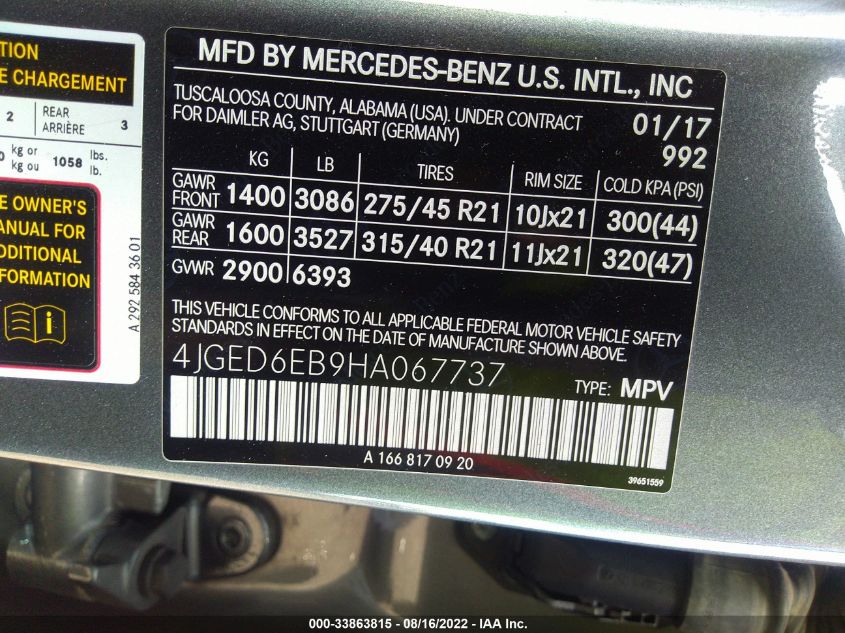 TION
E CHARGEMENT
2 REAR ARRIÈRE 3
kg or
kg ou 1058 lbs.
lb.
E OWNER'S
ANUAL FOR
DDITIONAL
NFORMATION
A 292 584 36 01
MFD BY MERCEDES-BENZ U.S. INTL., INC
TUSCALOOSA COUNTY, ALABAMA (USA). UNDER CONTRACT
FOR DAIMLER AG, STUTTGART (GERMANY)
01/17
992
KG LB TIRES RIM SIZE COLD KPA (PSI)
GAWR FRONT 1400 3086 275/45 R21 10Jx21 300(44)
GAWR REAR 1600 3527 315/40 R21 11Jx21 320(47)
GVWR 2900 6393
THIS VEHICLE CONFORMS TO ALL APPLICABLE FEDERAL MOTOR VEHICLE SAFETY
STANDARDS IN EFFECT ON THE DATE OF MANUFACTURE SHOWN ABOVE.
4JGED6EB9HA067737
TYPE: MPV
A 166 817 09 20
39651559
000-33863815 - 08/16/2022 - IAA Inc.